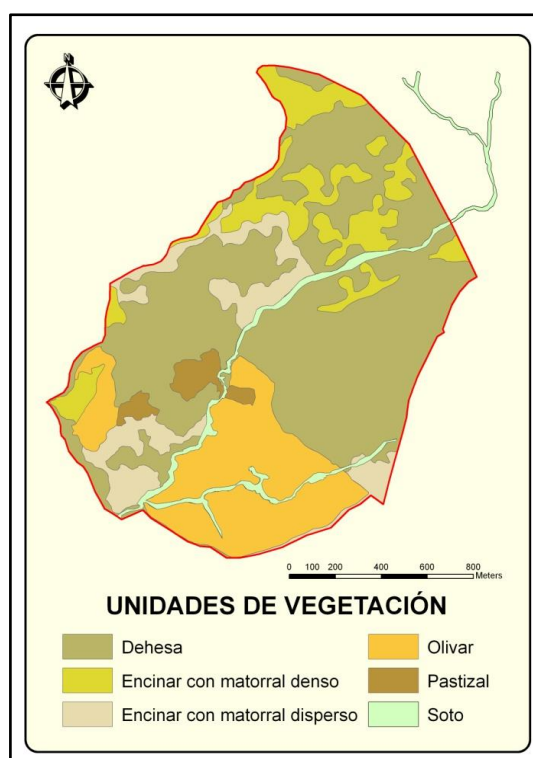 0 100 200 400 600 800
Meters
UNIDADES DE VEGETACIÓN
Dehesa
Olivar
Encinar con matorral denso
Pastizal
Encinar con matorral disperso
Soto